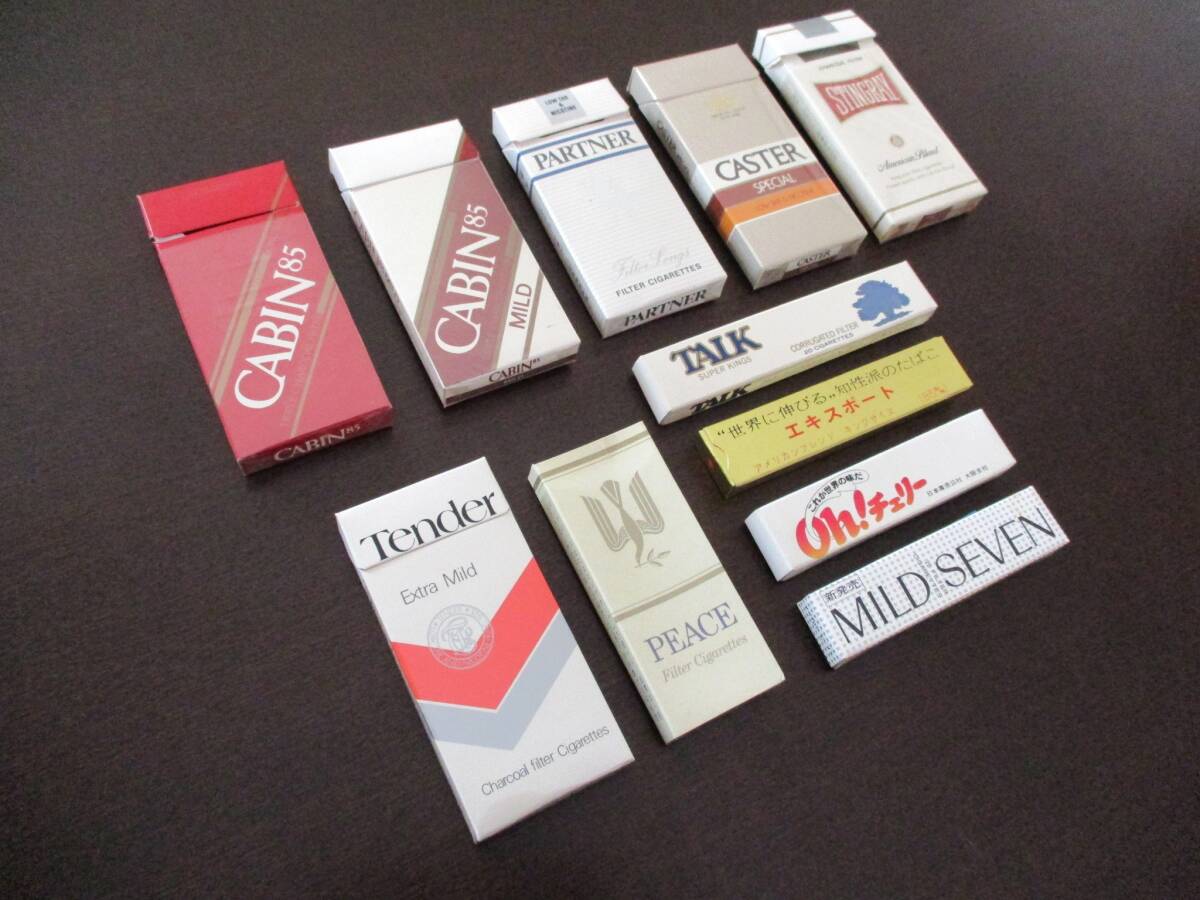 CABIN85
CABIN85
CABIN85
MILD
CABIN85
LOW TAR
&
NICOTINE
PARTNER
Filter Longs
FILTER CIGARETTES
PARTNER
CASTER
SPECIAL
CASTER
CHARCOAL FILTER
STINGRAY
American Blend
TALK
SUPER KINGS
CORRUGATED FILTER
20 CIGARETTES
TALK
“世界に伸びる„知性派のたばこ
エキスポート
アメリカンブレンド キングサイズ
これが世界の味だ
Oh!チェリー
日本専売公社 大阪支社
新発売
MILD SEVEN
Tender
Extra Mild
Charcoal filter Cigarettes
PEACE
Filter Cigarettes